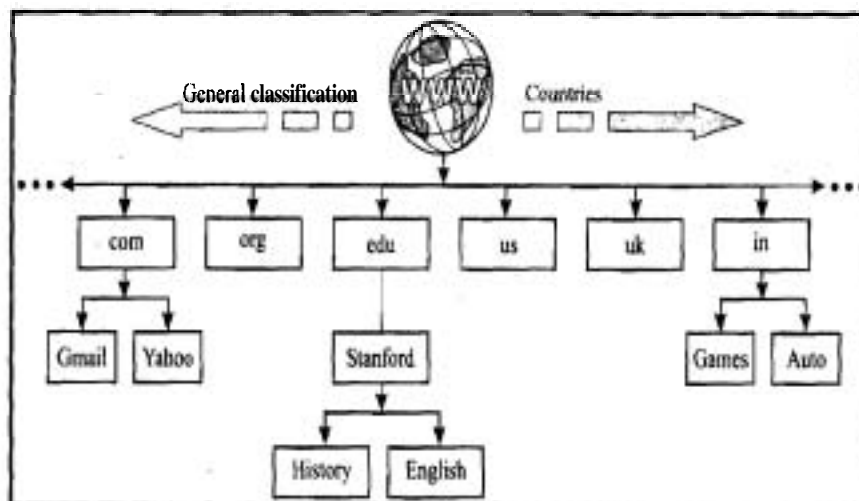 General classification
WWW
Countries
com
org
edu
us
uk
in
Gmail
Yahoo
Stanford
Games
Auto
History
English